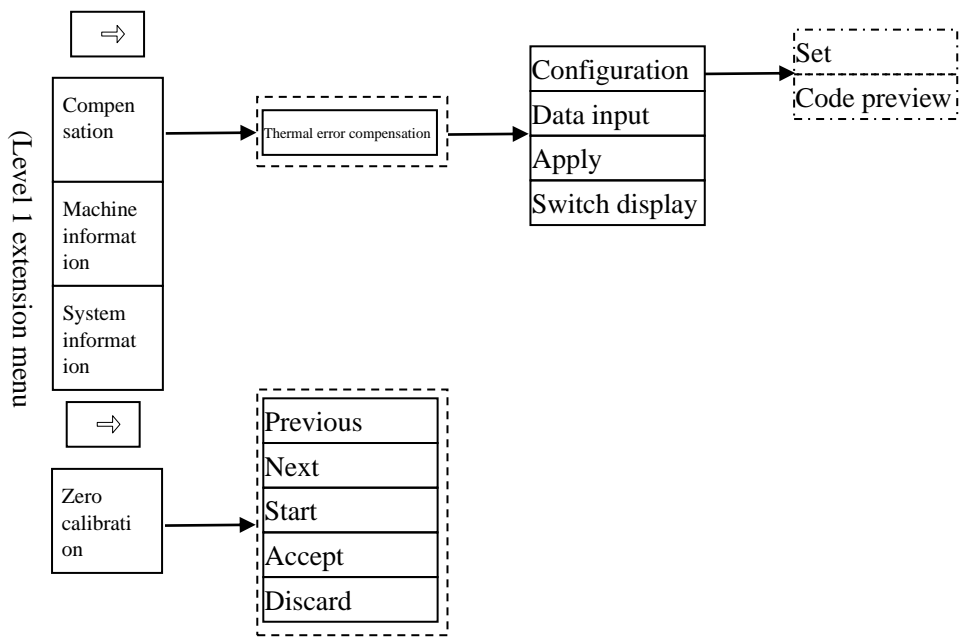 ⇨
Compen
sation
Machine
informat
ion
System
informat
ion
(Level 1 extension menu
⇨
Zero
calibrati
on
Thermal error compensation
Configuration
Data input
Apply
Switch display
Set
Code preview
Previous
Next
Start
Accept
Discard